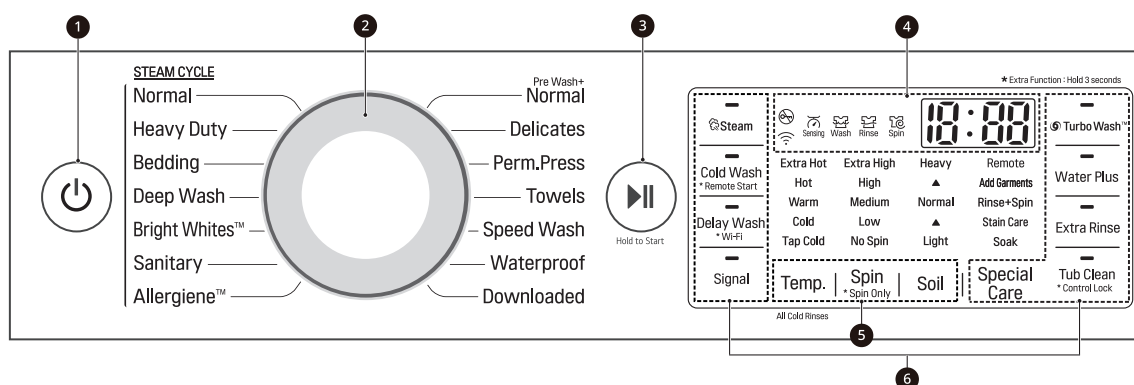 1
2
3
4
STEAM CYCLE
Normal
Heavy Duty
Bedding
Deep Wash
Bright Whites™
Sanitary
Allergiene™
Pre Wash+
Normal
Delicates
Perm.Press
Towels
Speed Wash
Waterproof
Downloaded
Hold to Start
★ Extra Function : Hold 3 seconds
Steam
Cold Wash
* Remote Start
Delay Wash
* Wi-Fi
Signal
Sensing Wash Rinse Spin
18:88
Extra Hot Extra High Heavy Remote
Hot High ▲ Add Garments
Warm Medium Normal Rinse+Spin
Cold Low ▲ Stain Care
Tap Cold No Spin Light Soak
Temp. Spin Soil Special
* Spin Only Care
TurboWash™
Water Plus
Extra Rinse
Tub Clean
* Control Lock
All Cold Rinses
5
6